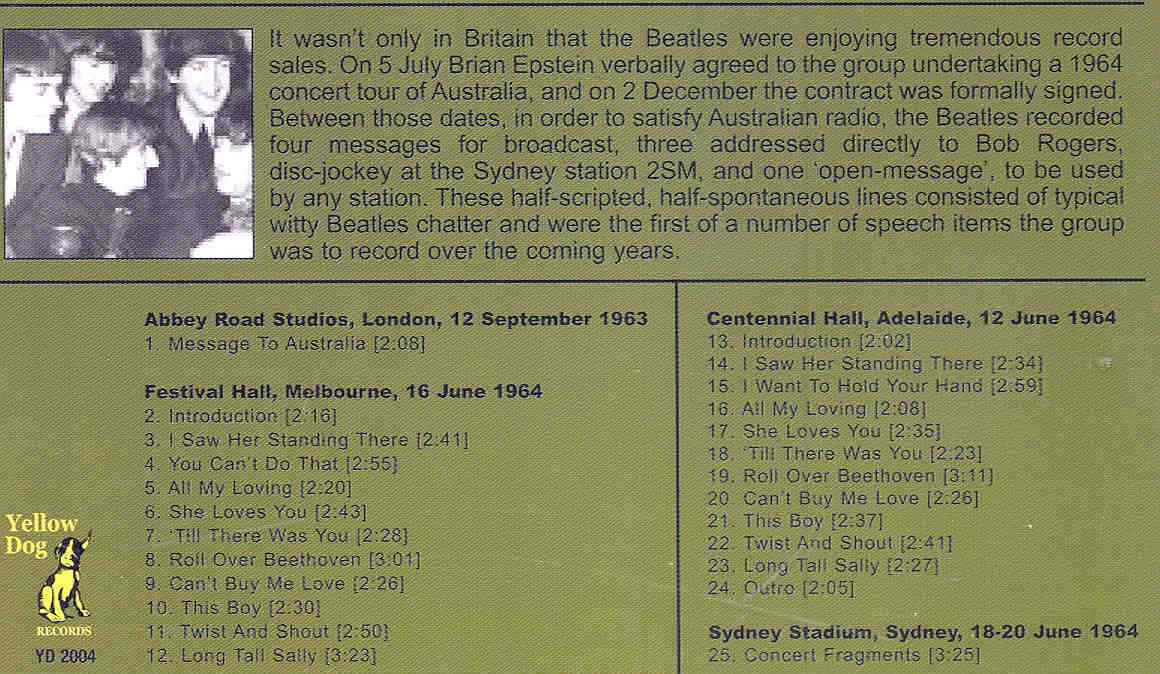 It wasn't only in Britain that the Beatles were enjoying tremendous record
sales. On 5 July Brian Epstein verbally agreed to the group undertaking a 1964
concert tour of Australia, and on 2 December the contract was formally signed.
Between those dates, in order to satisfy Australian radio, the Beatles recorded
four messages for broadcast, three addressed directly to Bob Rogers,
disc-jockey at the Sydney station 2SM, and one 'open-message', to be used
by any station. These half-scripted, half-spontaneous lines consisted of typical
witty Beatles chatter and were the first of a number of speech items the group
was to record over the coming years.
Abbey Road Studios, London, 12 September 1963
1. Message To Australia [2:08]
Festival Hall, Melbourne, 16 June 1964
2. Introduction [2:16]
3. I Saw Her Standing There [2:41]
4. You Can't Do That [2:55]
5. All My Loving [2:20]
6. She Loves You [2:43]
7. 'Till There Was You [2:28]
8. Roll Over Beethoven [3:01]
9. Can't Buy Me Love [2:26]
10. This Boy [2:30]
11. Twist And Shout [2:50]
12. Long Tall Sally [3:23]
Centennial Hall, Adelaide, 12 June 1964
13. Introduction [2:02]
14. I Saw Her Standing There [2:34]
15. I Want To Hold Your Hand [2:59]
16. All My Loving [2:08]
17. She Loves You [2:35]
18. 'Till There Was You [2:23]
19. Roll Over Beethoven [3:11]
20. Can't Buy Me Love [2:26]
21. This Boy [2:37]
22. Twist And Shout [2:41]
23. Long Tall Sally [2:27]
24. Outro [2:05]
Sydney Stadium, Sydney, 18-20 June 1964
25. Concert Fragments [3:25]
Yellow
Dog
RECORDS
YD 2004